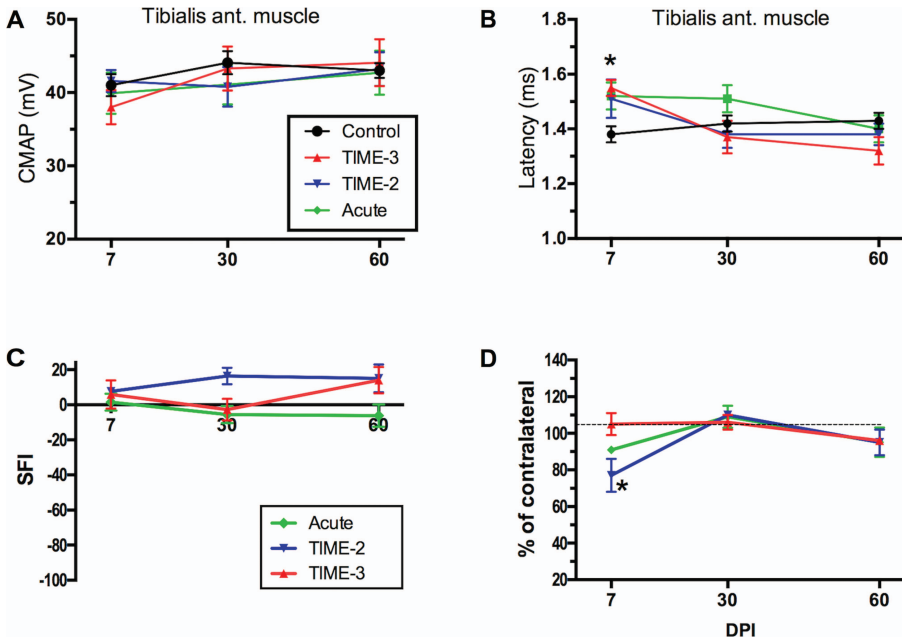 A
Tibialis ant. muscle
CMAP (mV)
50
40
30
20
7
30
60
Control
TIME-3
TIME-2
Acute
B
Tibialis ant. muscle
Latency (ms)
1.8
1.6
1.4
1.2
1.0
*
7
30
60
C
SFI
20
0
-20
-40
-60
-80
-100
7
30
60
Acute
TIME-2
TIME-3
D
% of contralateral
140
120
100
80
60
40
20
*
7
30
60
DPI